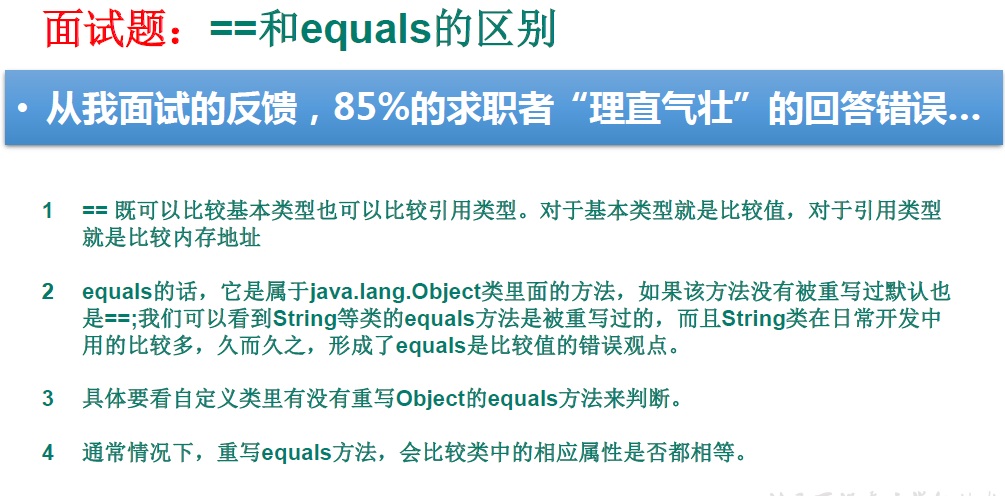 面试题：==和equals的区别
• 从我面试的反馈，85%的求职者“理直气壮”的回答错误...
1 == 既可以比较基本类型也可以比较引用类型。对于基本类型就是比较值，对于引用类型
就是比较内存地址
2 equals的话，它是属于java.lang.Object类里面的方法，如果该方法没有被重写过默认也
是==;我们可以看到String等类的equals方法是被重写过的，而且String类在日常开发中
用的比较多，久而久之，形成了equals是比较值的错误观点。
3 具体要看自定义类里有没有重写Object的equals方法来判断。
4 通常情况下，重写equals方法，会比较类中的相应属性是否都相等。